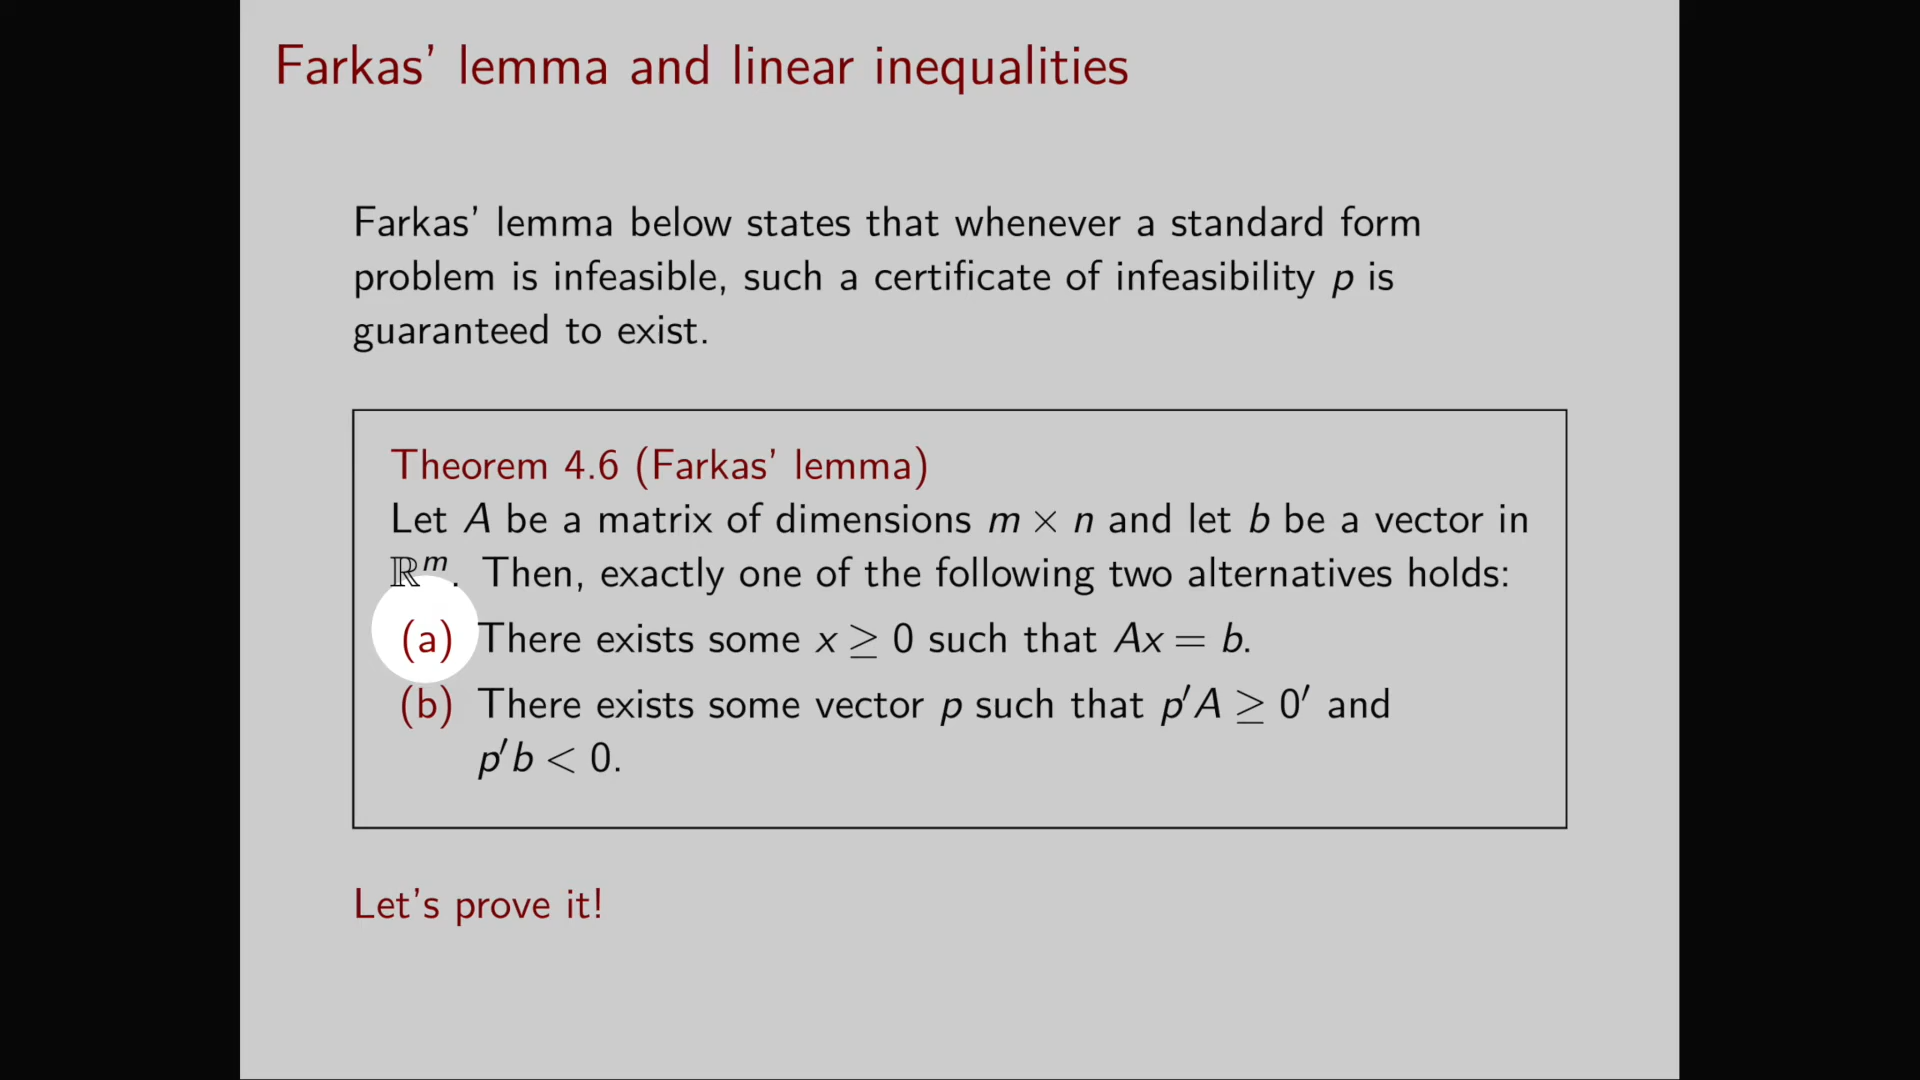 Farkas’ lemma and linear inequalities
Farkas’ lemma below states that whenever a standard form
problem is infeasible, such a certificate of infeasibility p is
guaranteed to exist.
Theorem 4.6 (Farkas’ lemma)
Let A be a matrix of dimensions m × n and let b be a vector in
ℝᵐ. Then, exactly one of the following two alternatives holds:
(a) There exists some x ≥ 0 such that Ax = b.
(b) There exists some vector p such that p′A ≥ 0′ and
p′b < 0.
Let’s prove it!